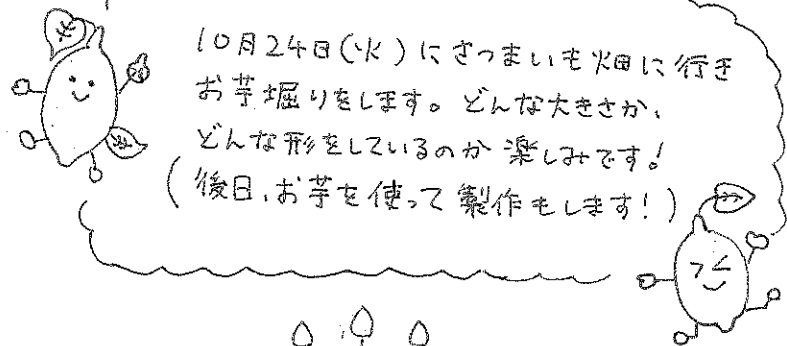 10月24日(火)にさつまいも畑に行き
お芋堀りをします。どんな大きさか、
どんな形をしているのか楽しみです!
(後日、お芋を使って製作もします!)